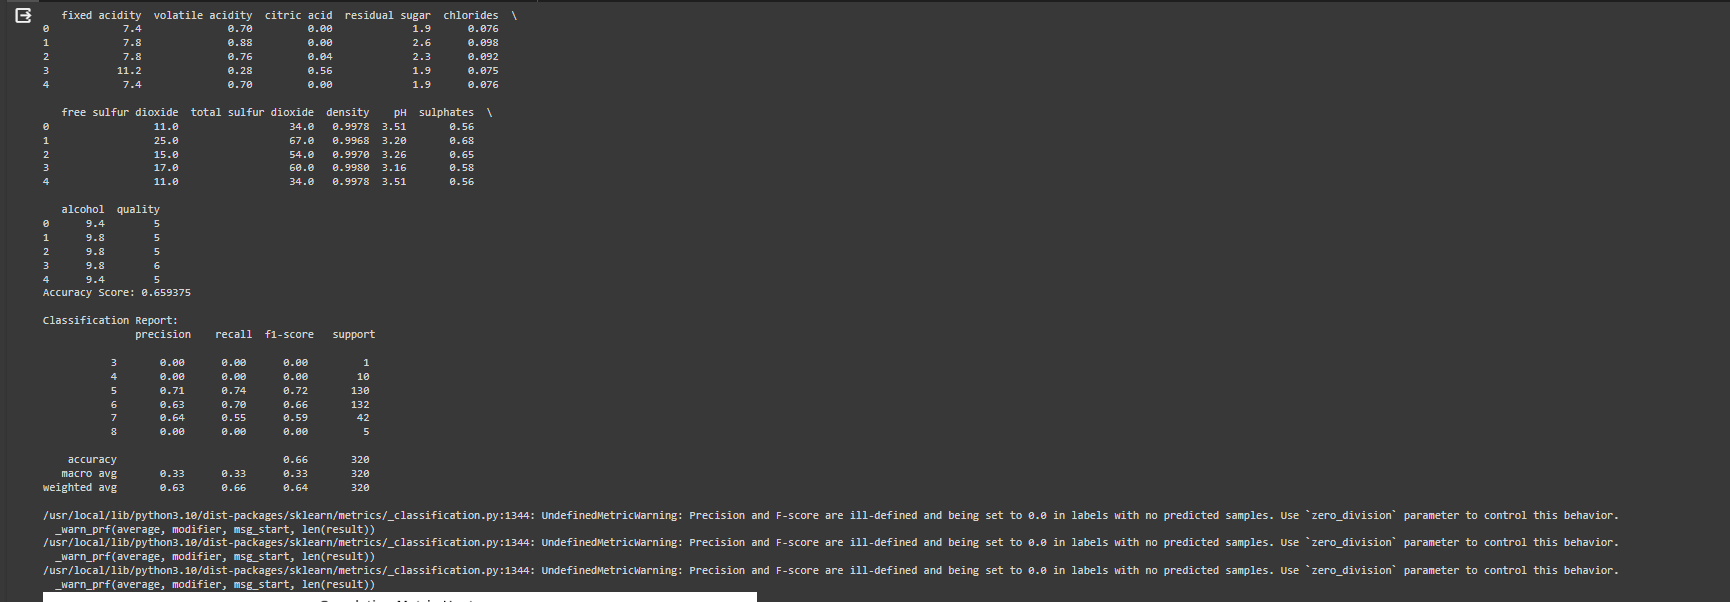 fixed acidity  volatile acidity  citric acid  residual sugar  chlorides  \
0            7.4              0.70         0.00             1.9      0.076
1            7.8              0.88         0.00             2.6      0.098
2            7.8              0.76         0.04             2.3      0.092
3           11.2              0.28         0.56             1.9      0.075
4            7.4              0.70         0.00             1.9      0.076
   free sulfur dioxide  total sulfur dioxide  density    pH  sulphates  \
0                 11.0                  34.0   0.9978  3.51       0.56
1                 25.0                  67.0   0.9968  3.20       0.68
2                 15.0                  54.0   0.9970  3.26       0.65
3                 17.0                  60.0   0.9980  3.16       0.58
4                 11.0                  34.0   0.9978  3.51       0.56
   alcohol  quality
0      9.4        5
1      9.8        5
2      9.8        5
3      9.8        6
4      9.4        5
Accuracy Score: 0.659375
Classification Report:
               precision    recall  f1-score   support
           3       0.00      0.00      0.00         1
           4       0.00      0.00      0.00        10
           5       0.71      0.74      0.72       130
           6       0.63      0.70      0.66       132
           7       0.64      0.55      0.59        42
           8       0.00      0.00      0.00         5
    accuracy                           0.66       320
   macro avg       0.33      0.33      0.33       320
weighted avg       0.63      0.66      0.64       320
/usr/local/lib/python3.10/dist-packages/sklearn/metrics/_classification.py:1344: UndefinedMetricWarning: Precision and F-score are ill-defined and being set to 0.0 in labels with no predicted samples. Use `zero_division` parameter to control this behavior.
  _warn_prf(average, modifier, msg_start, len(result))
/usr/local/lib/python3.10/dist-packages/sklearn/metrics/_classification.py:1344: UndefinedMetricWarning: Precision and F-score are ill-defined and being set to 0.0 in labels with no predicted samples. Use `zero_division` parameter to control this behavior.
  _warn_prf(average, modifier, msg_start, len(result))
/usr/local/lib/python3.10/dist-packages/sklearn/metrics/_classification.py:1344: UndefinedMetricWarning: Precision and F-score are ill-defined and being set to 0.0 in labels with no predicted samples. Use `zero_division` parameter to control this behavior.
  _warn_prf(average, modifier, msg_start, len(result))